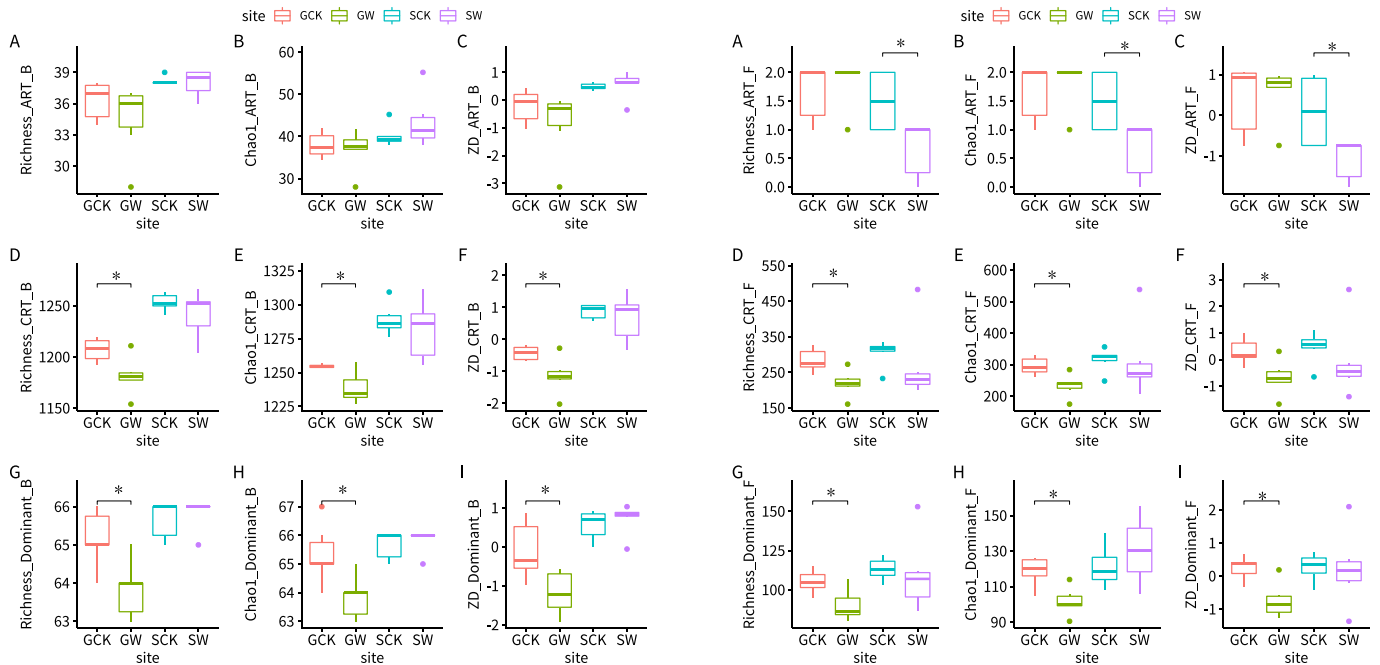 site GCK GW SCK SW
site GCK GW SCK SW
A
Richness_ART_B
39
36
33
30
GCK GW SCK SW
site
B
Chao1_ART_B
60
50
40
30
GCK GW SCK SW
site
C
ZD_ART_B
1
0
-1
-2
-3
GCK GW SCK SW
site
A
Richness_ART_F
2.0
1.5
1.0
0.5
0.0
*
GCK GW SCK SW
site
B
Chao1_ART_F
2.0
1.5
1.0
0.5
0.0
*
GCK GW SCK SW
site
C
ZD_ART_F
1
0
-1
*
GCK GW SCK SW
site
D
Richness_CRT_B
1250
1200
1150
*
GCK GW SCK SW
site
E
Chao1_CRT_B
1325
1300
1275
1250
1225
*
GCK GW SCK SW
site
F
ZD_CRT_B
2
1
0
-1
-2
*
GCK GW SCK SW
site
D
Richness_CRT_F
550
450
350
250
150
*
GCK GW SCK SW
site
E
Chao1_CRT_F
600
500
400
300
200
*
GCK GW SCK SW
site
F
ZD_CRT_F
3
2
1
0
-1
*
GCK GW SCK SW
site
G
Richness_Dominant_B
66
65
64
63
*
GCK GW SCK SW
site
H
Chao1_Dominant_B
67
66
65
64
63
*
GCK GW SCK SW
site
I
ZD_Dominant_B
1
0
-1
-2
*
GCK GW SCK SW
site
G
Richness_Dominant_F
150
125
100
*
GCK GW SCK SW
site
H
Chao1_Dominant_F
150
130
110
90
*
GCK GW SCK SW
site
I
ZD_Dominant_F
2
1
0
-1
*
GCK GW SCK SW
site